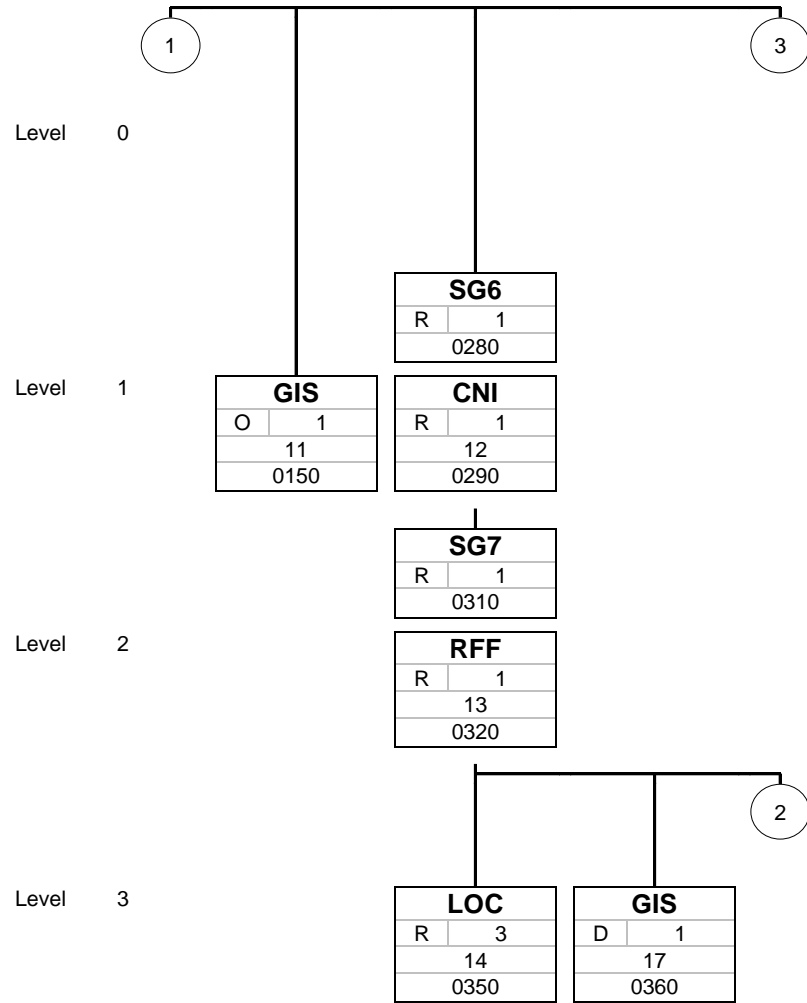 1
3
Level 0
SG6
R 1
0280
Level 1
GIS
O 1
11
0150
CNI
R 1
12
0290
SG7
R 1
0310
Level 2
RFF
R 1
13
0320
2
Level 3
LOC
R 3
14
0350
GIS
D 1
17
0360